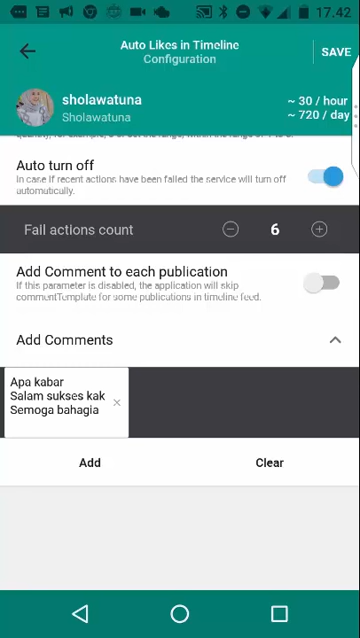 17.42
Auto Likes in Timeline
Configuration
SAVE
sholawatuna
Sholawatuna
~ 30 / hour
~ 720 / day
Auto turn off
In case if recent actions have been falled the service will turn off
automatically.
Fall actions count
6
Add Comment to each publication
If this parameter is disabled, the application will skip
commentTemplate for some publications in timeline feed.
Add Comments
Apa kabar
Salam sukses kak
Semoga bahagia
Add
Clear